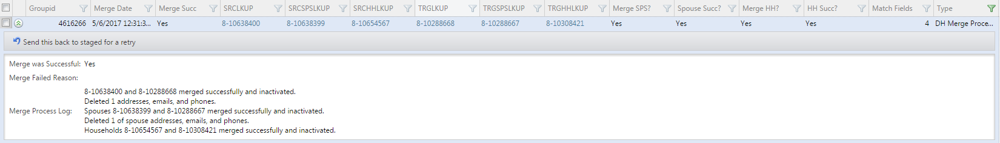 Groupid Merge Date Merge Succ SRCLKUP SRCSPSLKUP SRCHHLKUP TRGLKUP TRGSPSLKUP TRGHHLKUP Merge SPS? Spouse Succ? Merge HH? HH Succ? Match Fields Type
4616266 5/6/2017 12:31:3... Yes 8-10638400 8-10638399 8-10654567 8-10288668 8-10288667 8-10308421 Yes Yes Yes Yes 4 DH Merge Proce...
Send this back to staged for a retry
Merge was Successful: Yes
Merge Failed Reason:
8-10638400 and 8-10288668 merged successfully and inactivated.
Deleted 1 addresses, emails, and phones.
Merge Process Log: Spouses 8-10638399 and 8-10288667 merged successfully and inactivated.
Deleted 1 of spouse addresses, emails, and phones.
Households 8-10654567 and 8-10308421 merged successfully and inactivated.